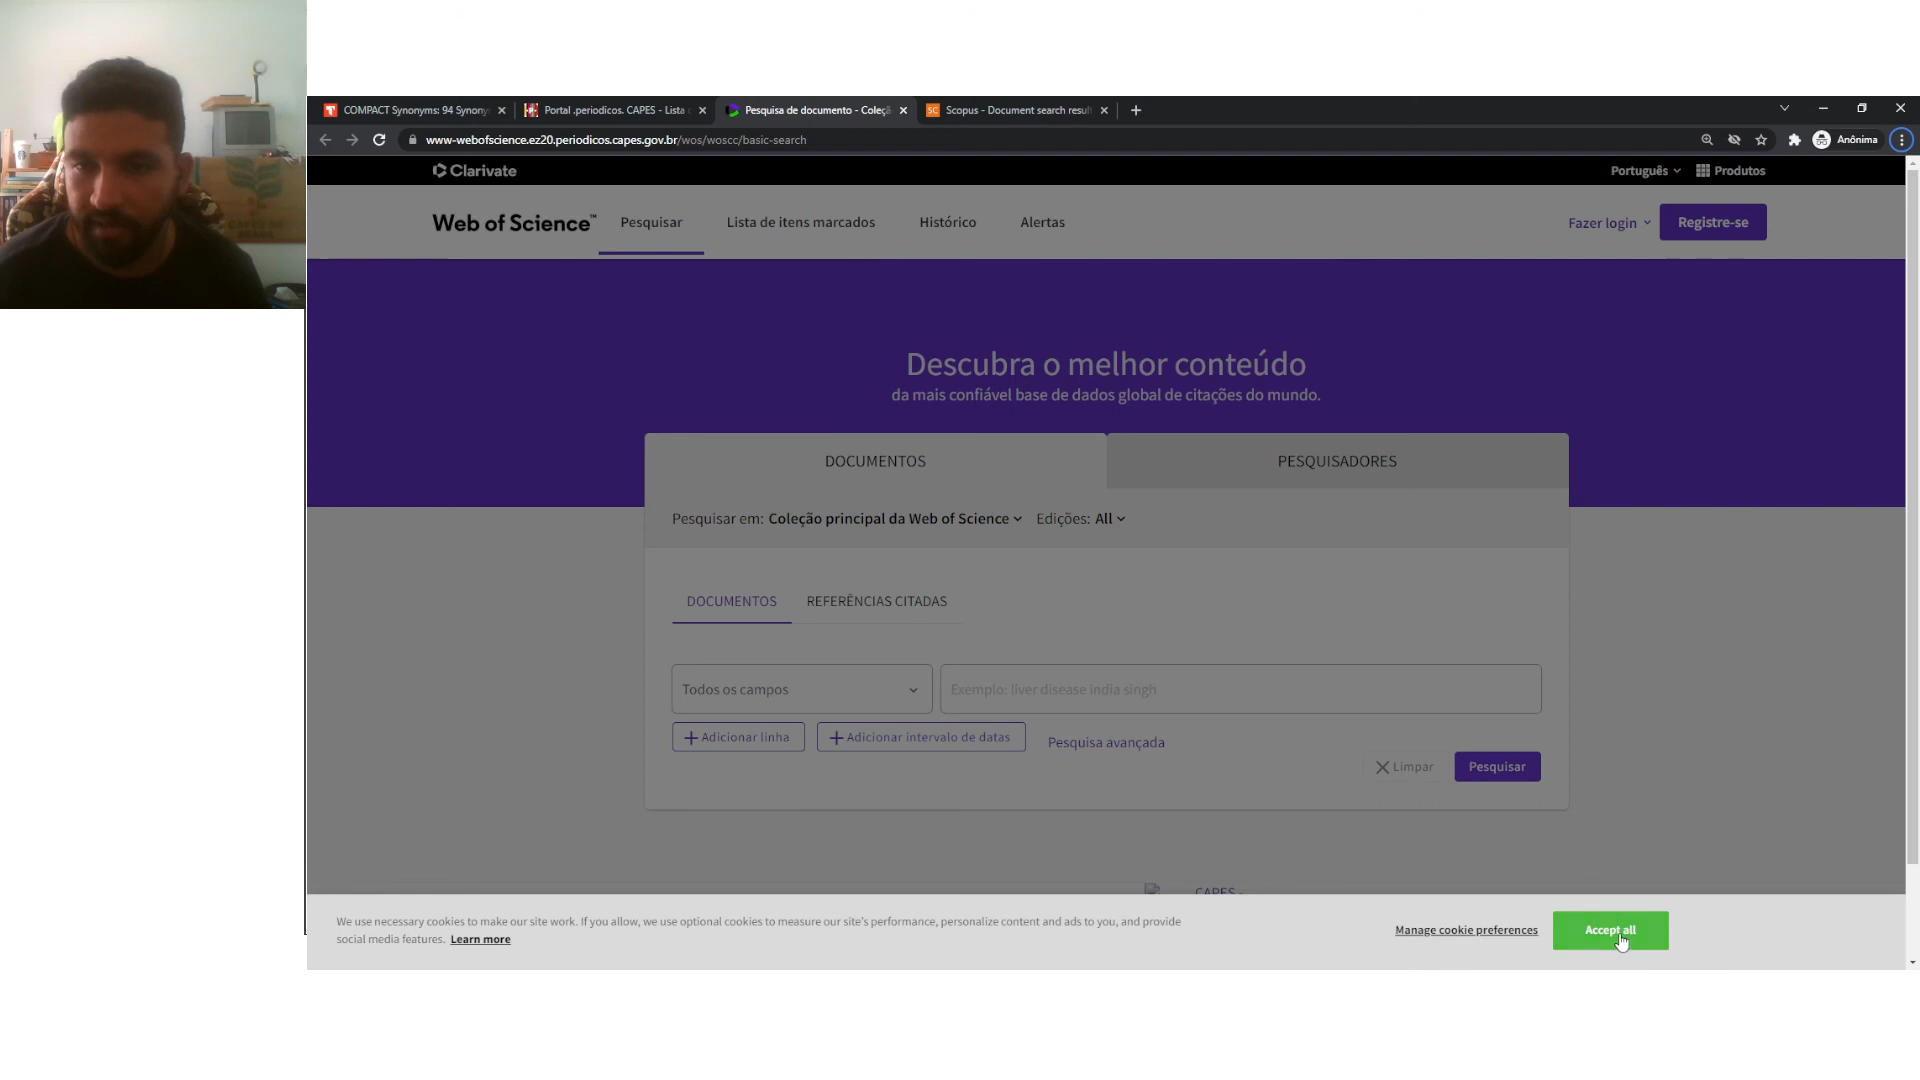 COMPACT Synonyms: 94 Synony
Portal .periodicos. CAPES - Lista
Pesquisa de documento - Coleç
Scopus - Document search resul
www-webofscience.ez20.periodicos.capes.gov.br/wos/woscc/basic-search
Anônima
Clarivate
Português
Produtos
Web of Science™
Pesquisar
Lista de itens marcados
Histórico
Alertas
Fazer login
Registre-se
Descubra o melhor conteúdo
da mais confiável base de dados global de citações do mundo.
DOCUMENTOS
PESQUISADORES
Pesquisar em: Coleção principal da Web of Science
Edições: All
DOCUMENTOS
REFERÊNCIAS CITADAS
Todos os campos
Exemplo: liver disease india singh
+ Adicionar linha
+ Adicionar intervalo de datas
Pesquisa avançada
Limpar
Pesquisar
CAPES -
We use necessary cookies to make our site work. If you allow, we use optional cookies to measure our site's performance, personalize content and ads to you, and provide
social media features. Learn more
Manage cookie preferences
Accept all